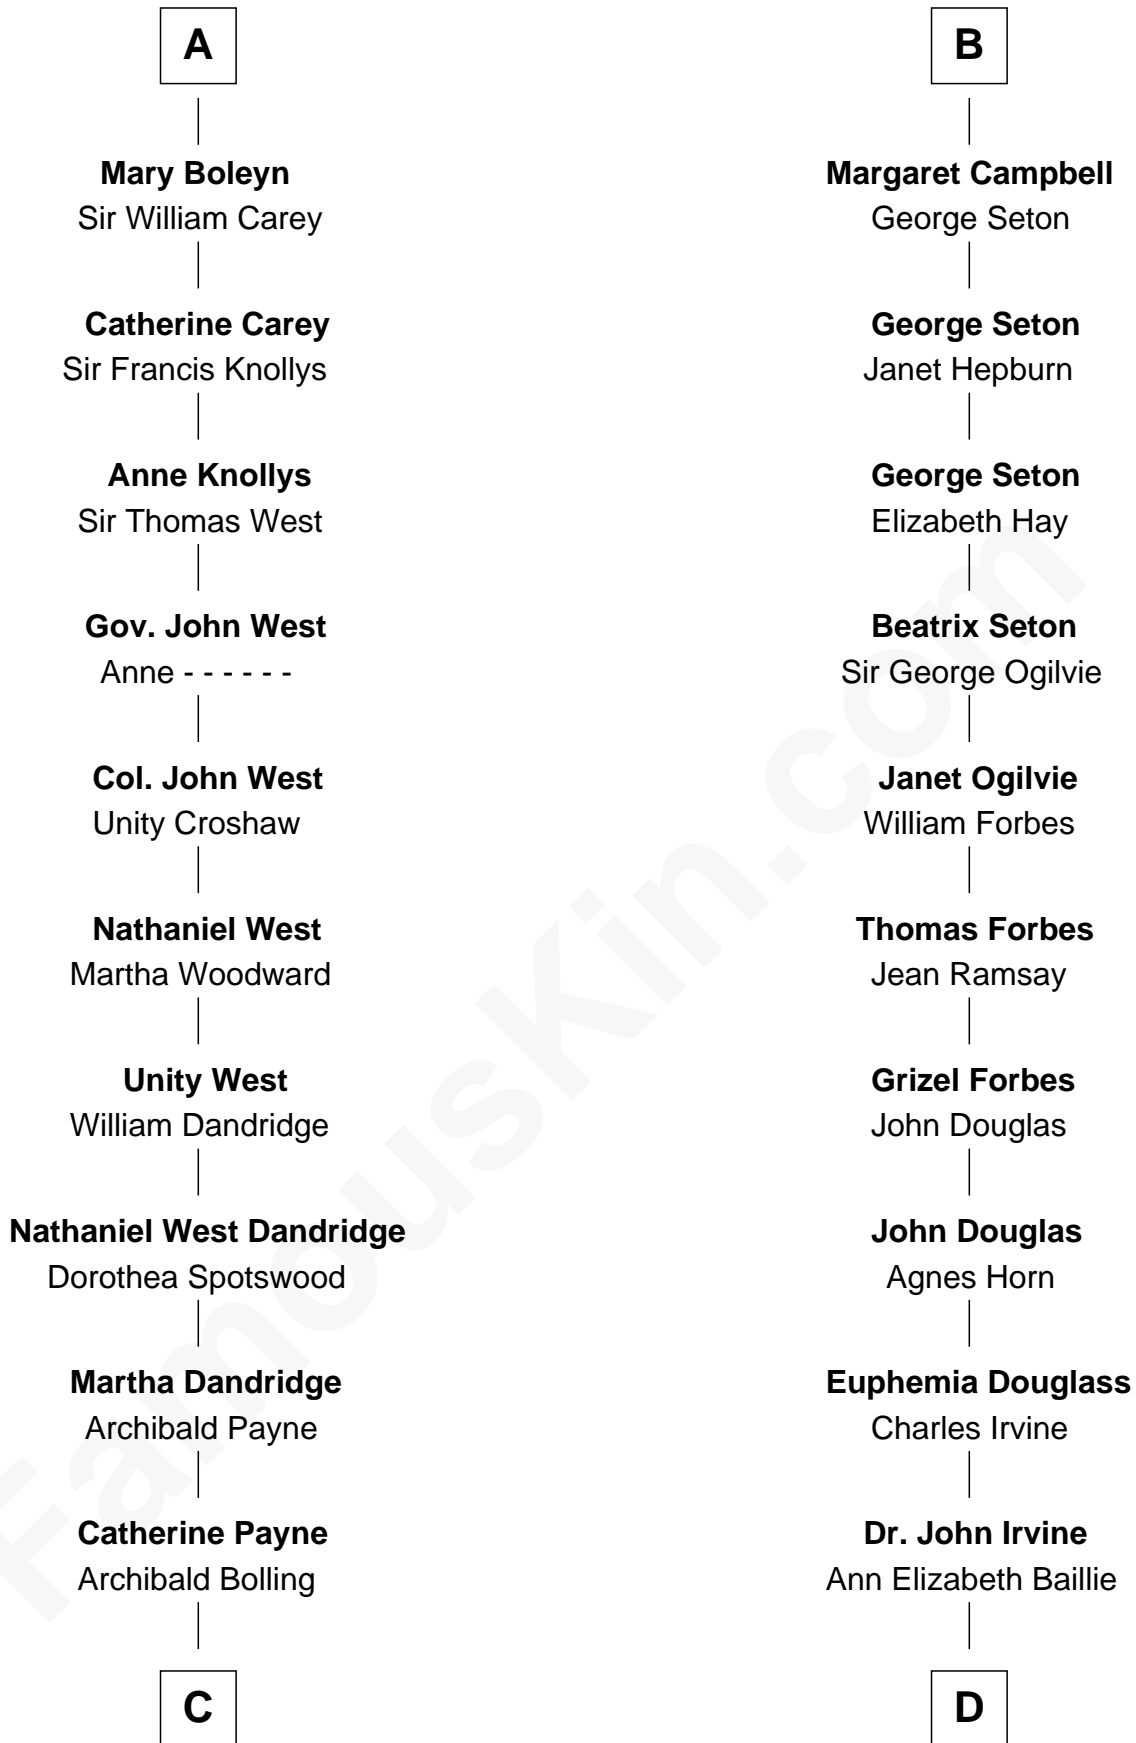 A
Mary Boleyn
Sir William Carey
Catherine Carey
Sir Francis Knollys
Anne Knollys
Sir Thomas West
Gov. John West
Anne - - - - - -
Col. John West
Unity Croshaw
Nathaniel West
Martha Woodward
Unity West
William Dandridge
Nathaniel West Dandridge
Dorothea Spotswood
Martha Dandridge
Archibald Payne
Catherine Payne
Archibald Bolling
C
B
Margaret Campbell
George Seton
George Seton
Janet Hepburn
George Seton
Elizabeth Hay
Beatrix Seton
Sir George Ogilvie
Janet Ogilvie
William Forbes
Thomas Forbes
Jean Ramsay
Grizel Forbes
John Douglas
John Douglas
Agnes Horn
Euphemia Douglass
Charles Irvine
Dr. John Irvine
Ann Elizabeth Baillie
D
FamousKin.com